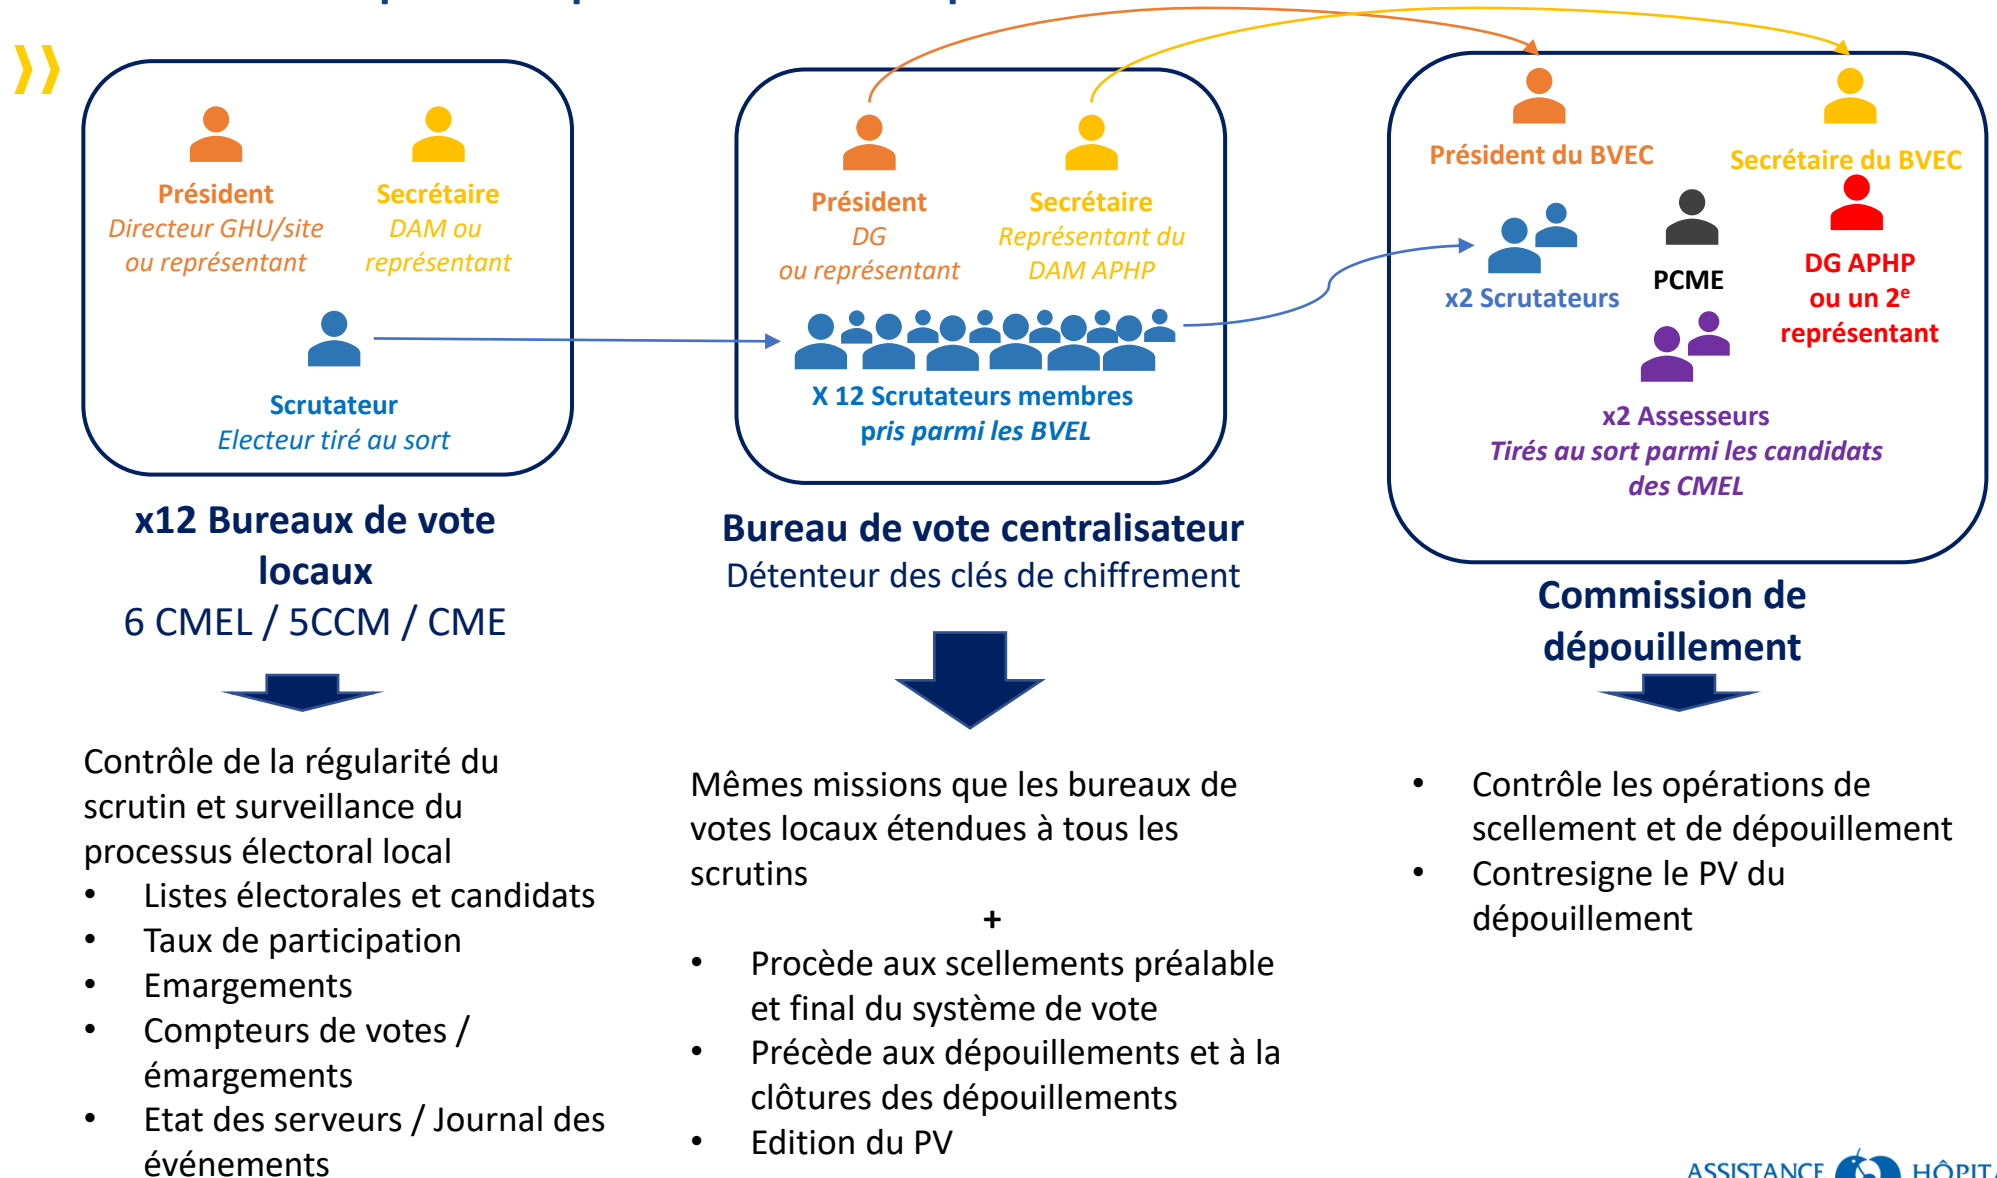 Président
Directeur GHU/site
ou représentant
Secrétaire
DAM ou
représentant
Scrutateur
Electeur tiré au sort
x12 Bureaux de vote
locaux
6 CMEL / 5CCM / CME
Contrôle de la régularité du
scrutin et surveillance du
processus électoral local
• Listes électorales et candidats
• Taux de participation
• Emargements
• Compteurs de votes /
émargements
• Etat des serveurs / Journal des
événements
Président
DG
ou représentant
Secrétaire
Représentant du
DAM APHP
X 12 Scrutateurs membres
pris parmi les BVEL
Bureau de vote centralisateur
Détenteur des clés de chiffrement
Mêmes missions que les bureaux de
votes locaux étendues à tous les
scrutins
+
• Procède aux scellements préalable
et final du système de vote
• Précède aux dépouillements et à la
clôtures des dépouillements
• Edition du PV
Président du BVEC
Secrétaire du BVEC
x2 Scrutateurs
PCME
DG APHP
ou un 2e
représentant
x2 Assesseurs
Tirés au sort parmi les candidats
des CMEL
Commission de
dépouillement
• Contrôle les opérations de
scellement et de dépouillement
• Contresigne le PV du
dépouillement
ASSISTANCE HÔPITA